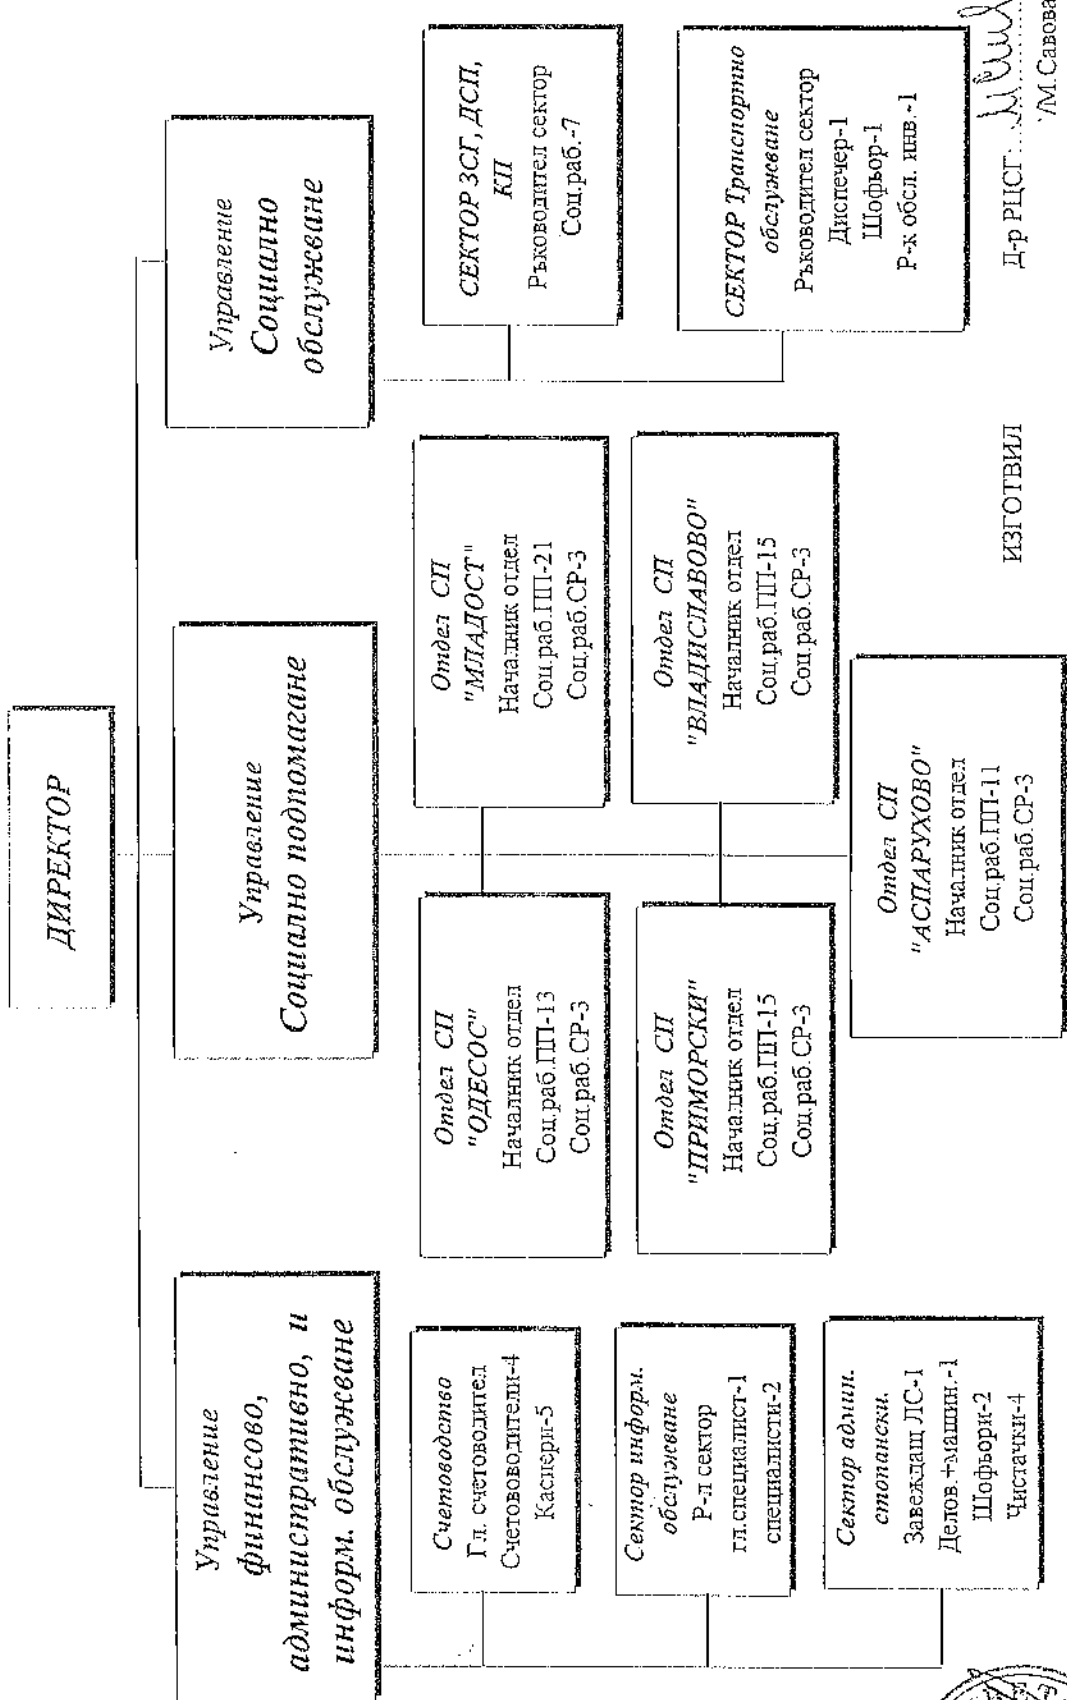 ДИРЕКТОР
Управление
финансово,
административно, и
информ. обслужване
Счетоводство
Гл. счетоводител
Счетоводители-4
Касиери-5
Сектор информ.
обслужване
Р-л сектор
гл.специалист-1
специалисти-2
Сектор админ.
стопански.
Завеждащ ЛС-1
Делов.+машин.-1
Шофьори-2
Чистачки-4
Управление
Социално подпомагане
Отдел СП
"ОДЕСОС"
Началник отдел
Соц.раб.ПП-13
Соц.раб.СР-3
Отдел СП
"МЛАДОСТ"
Началник отдел
Соц.раб.ПП-21
Соц.раб.СР-3
Отдел СП
"ПРИМОРСКИ"
Началник отдел
Соц.раб.ПП-15
Соц.раб.СР-3
Отдел СП
"ВЛАДИСЛАВОВО"
Началник отдел
Соц.раб.ПП-15
Соц.раб.СР-3
Отдел СП
"АСПАРУХОВО"
Началник отдел
Соц.раб.ПП-11
Соц.раб.СР-3
Управление
Социално
обслужване
СЕКТОР ЗСГ, ДСП,
КП
Ръководител сектор
Соц.раб.-7
СЕКТОР Транспортно
обслужване
Ръководител сектор
Диспечер-1
Шофьор-1
Р-к обсл. инв.-1
ИЗГОТВИЛ
Д-р РЦСГ:
/М.Савова